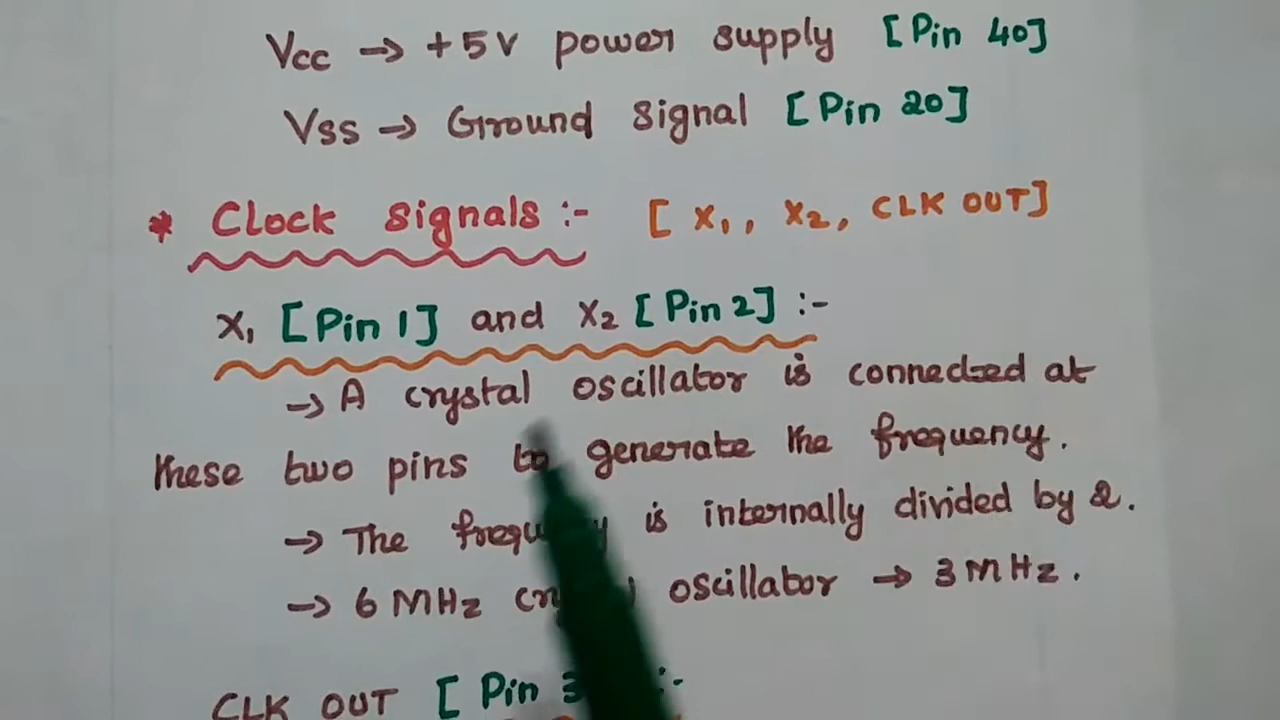 Vcc → +5V power supply [Pin 40]
Vss → Ground signal [Pin 20]
* Clock signals :- [ X1, X2, CLK OUT]
X1 [Pin 1] and X2 [Pin 2] :-
→ A crystal oscillator is connected at
these two pins to generate the frequency.
→ The is internally divided by 2.
→ 6 MHz oscillator → 3 MHz.
CLK OUT [ Pin 3 :-